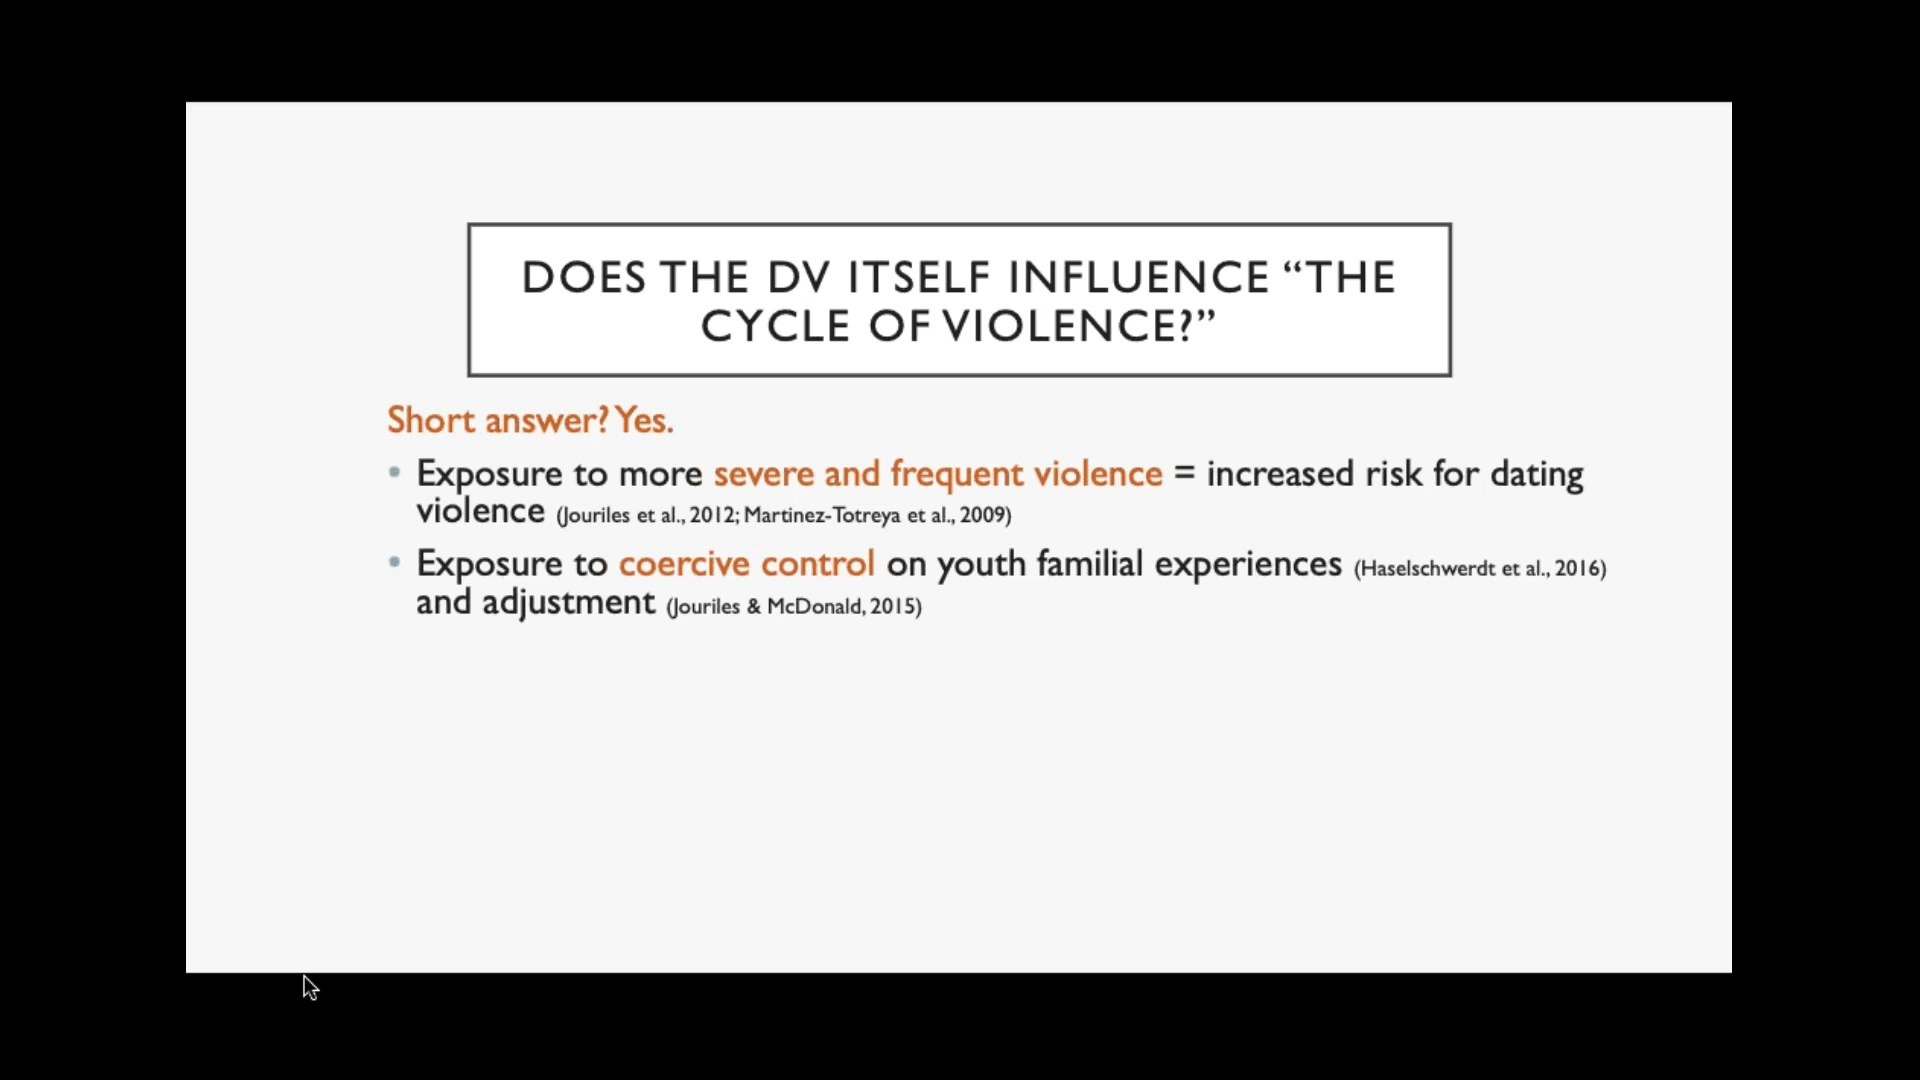 DOES THE DV ITSELF INFLUENCE “THE
CYCLE OF VIOLENCE?”
Short answer? Yes.
• Exposure to more severe and frequent violence = increased risk for dating
violence (Jouriles et al., 2012; Martinez-Totreya et al., 2009)
• Exposure to coercive control on youth familial experiences (Haselschwerdt et al., 2016)
and adjustment (Jouriles & McDonald, 2015)